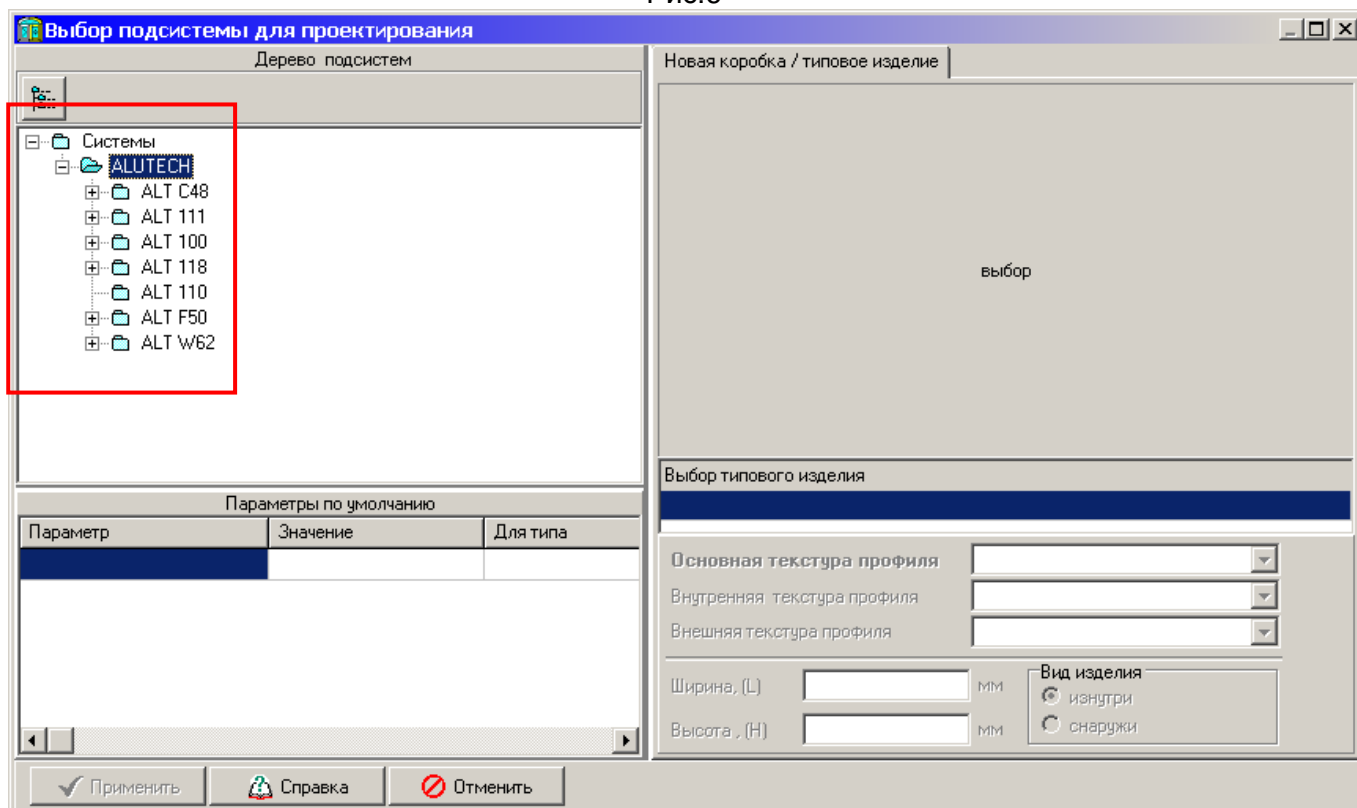 Выбор подсистемы для проектирования
Дерево подсистем
Системы
ALUTECH
ALT C48
ALT 111
ALT 100
ALT 118
ALT 110
ALT F50
ALT W62
Параметры по умолчанию
Параметр Значение Для типа
Новая коробка / типовое изделие
выбор
Выбор типового изделия
Основная текстура профиля
Внутренняя текстура профиля
Внешняя текстура профиля
Ширина, (L) мм
Высота , (H) мм
Вид изделия
изнутри
снаружи
Применить Справка Отменить